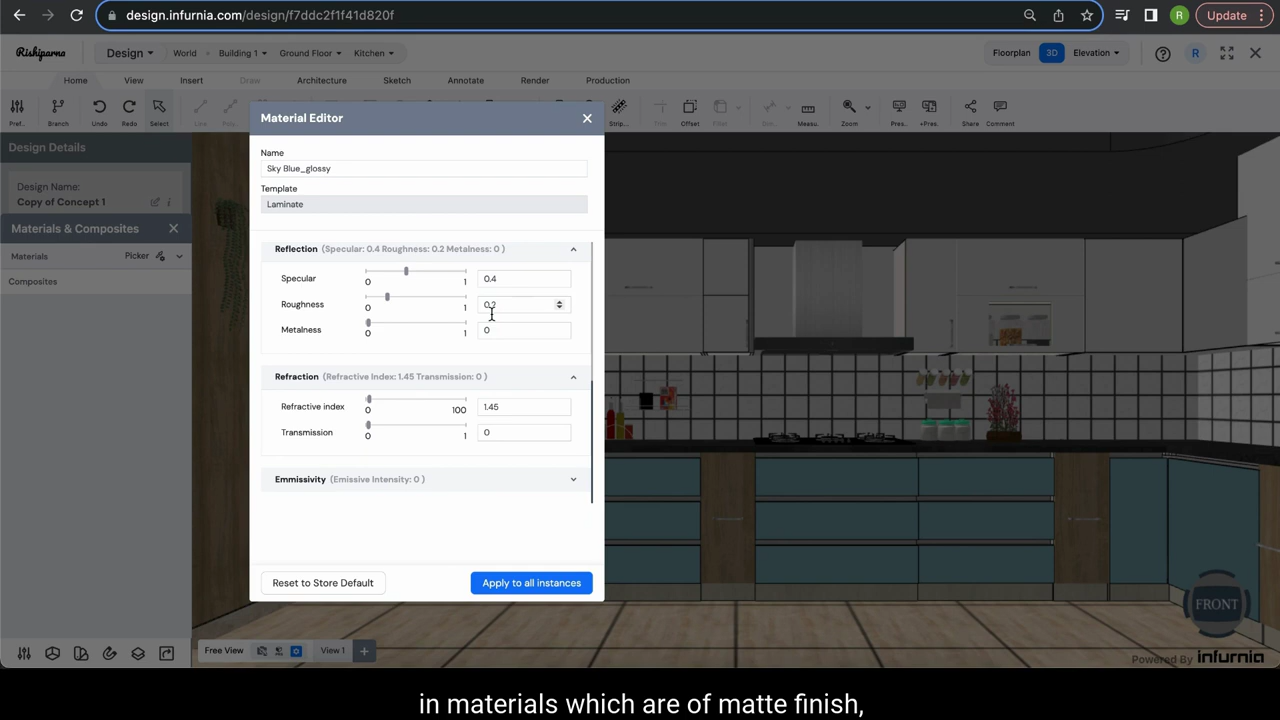 design.infurnia.com/design/f7ddc2f1f41d820f
R
Update
Rishiparna
Design
World
Building 1
Ground Floor
Kitchen
Floorplan
3D
Elevation
R
Home
View
Insert
Draw
Architecture
Sketch
Annotate
Render
Production
Pref...
Branch
Undo
Redo
Select
Strip...
Trim
Offset
Fillet
Measu..
Zoom
Pres...
+Pres.
Share
Comment
Design Details
Design Name:
Copy of Concept 1
Materials & Composites
Materials
Picker
Composites
Material Editor
Name
Sky Blue_glossy
Template
Laminate
Reflection (Specular: 0.4 Roughness: 0.2 Metalness: 0 )
Specular
0
1
0.4
Roughness
0
1
0.2
Metalness
0
1
0
Refraction (Refractive Index: 1.45 Transmission: 0 )
Refractive index
0
100
1.45
Transmission
0
1
0
Emmissivity (Emissive Intensity: 0 )
Reset to Store Default
Apply to all instances
FRONT
Free View
View 1
Powered By infurnia
in materials which are of matte finish,